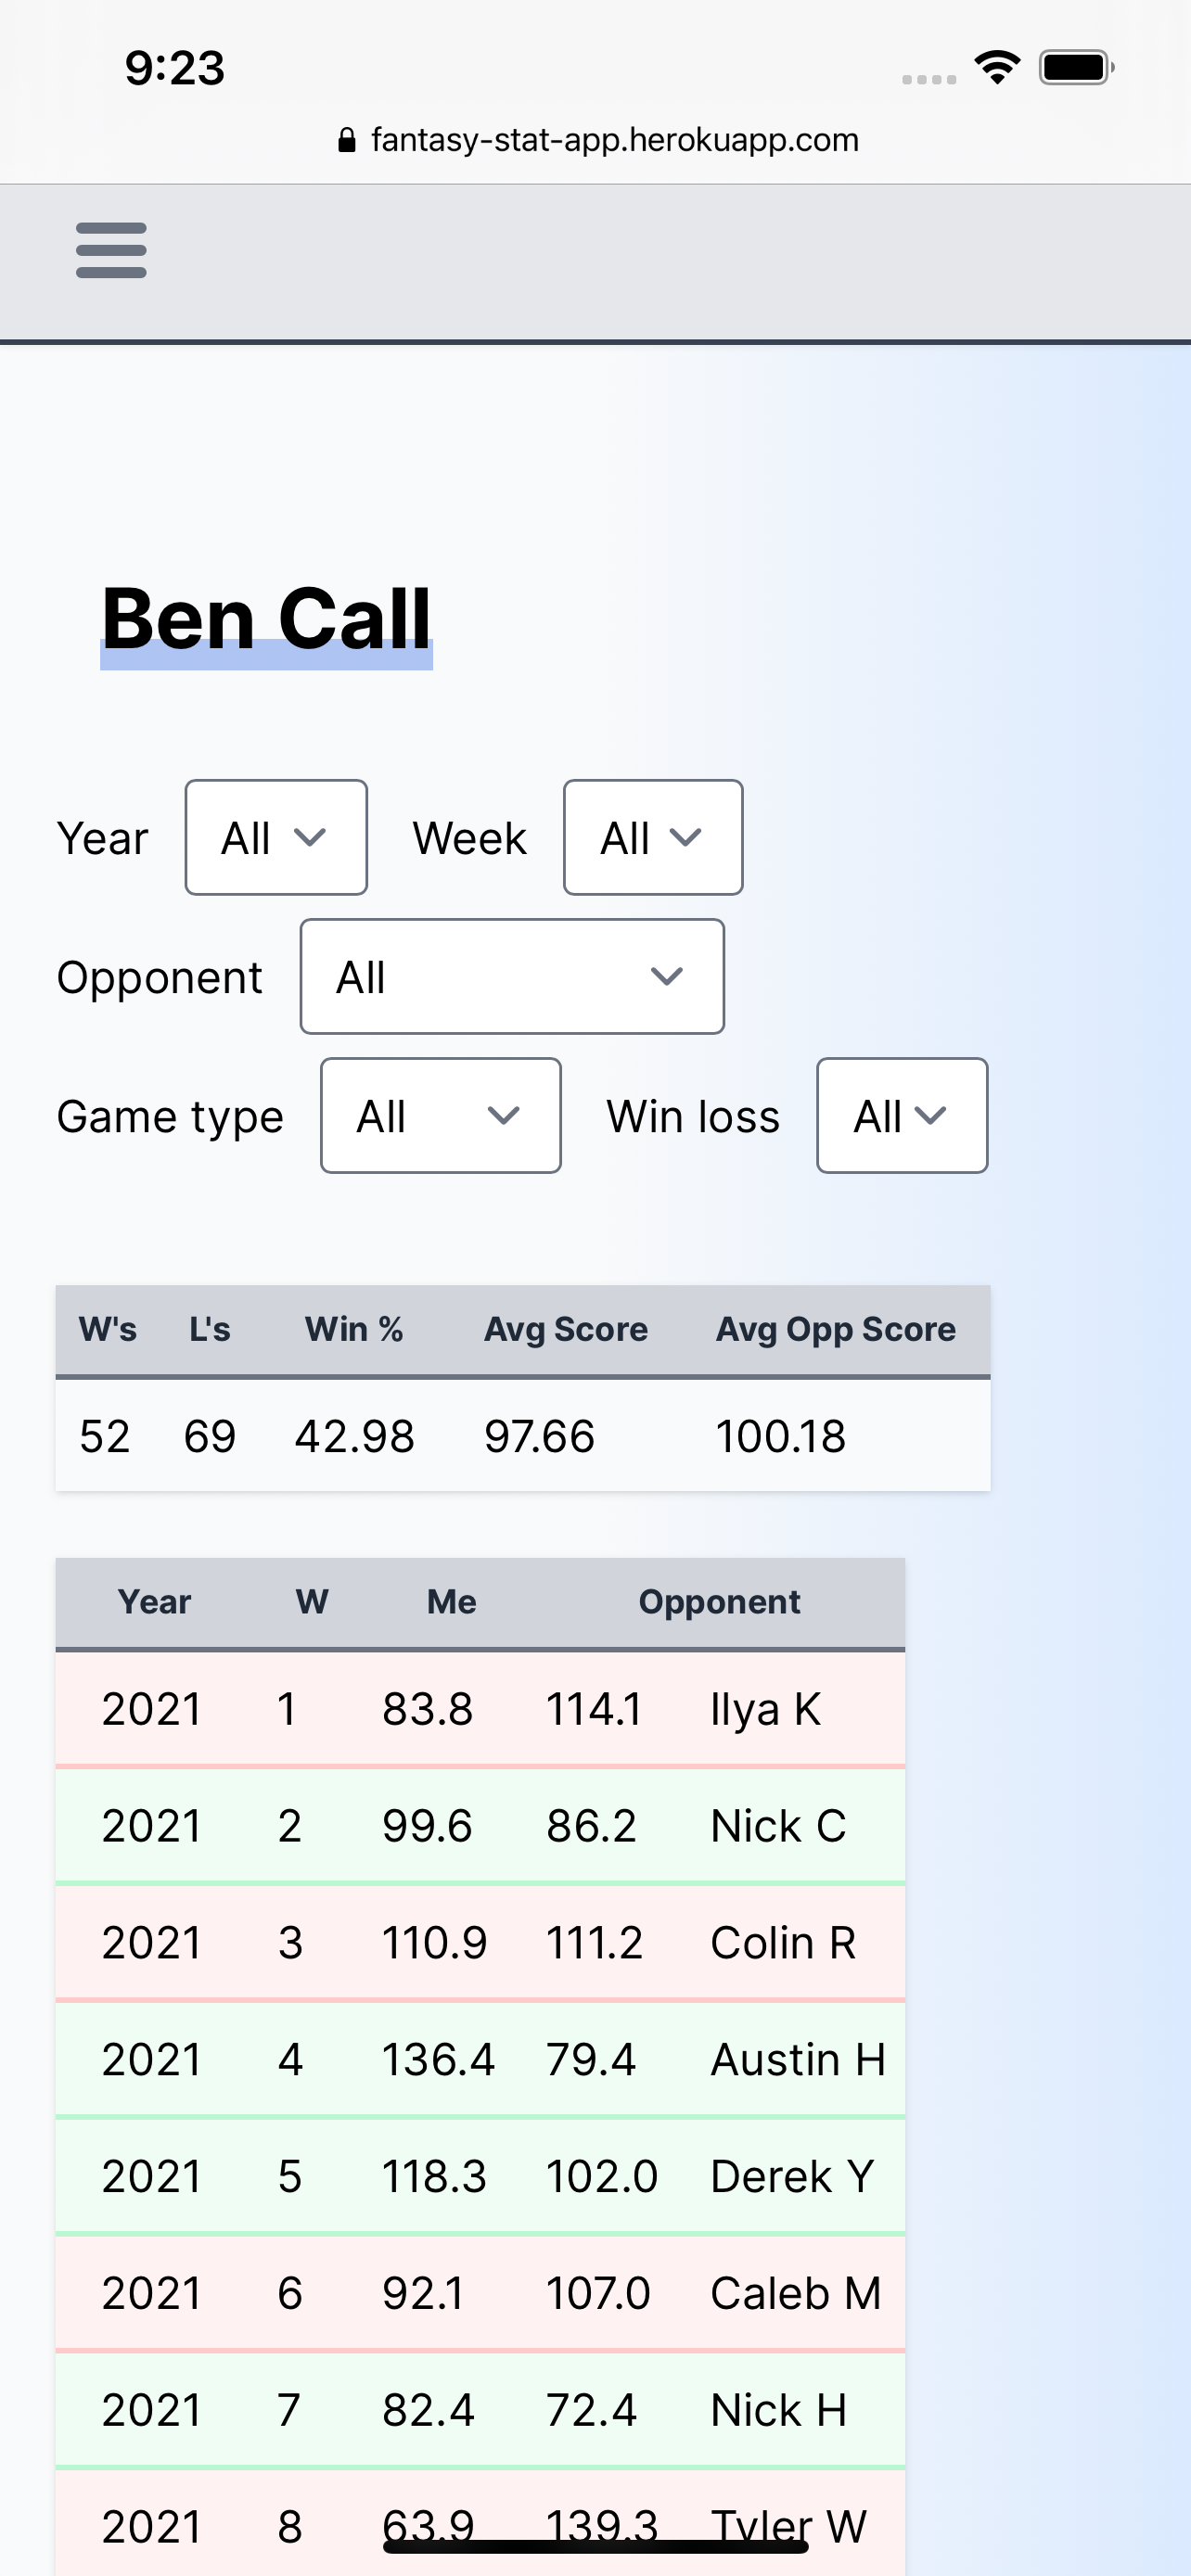 9:23
fantasy-stat-app.herokuapp.com
Ben Call
Year All Week All
Opponent All
Game type All Win loss All
W's L's Win % Avg Score Avg Opp Score
52 69 42.98 97.66 100.18
Year W Me Opponent
2021 1 83.8 114.1 Ilya K
2021 2 99.6 86.2 Nick C
2021 3 110.9 111.2 Colin R
2021 4 136.4 79.4 Austin H
2021 5 118.3 102.0 Derek Y
2021 6 92.1 107.0 Caleb M
2021 7 82.4 72.4 Nick H
2021 8 63.9 139.3 Tyler W